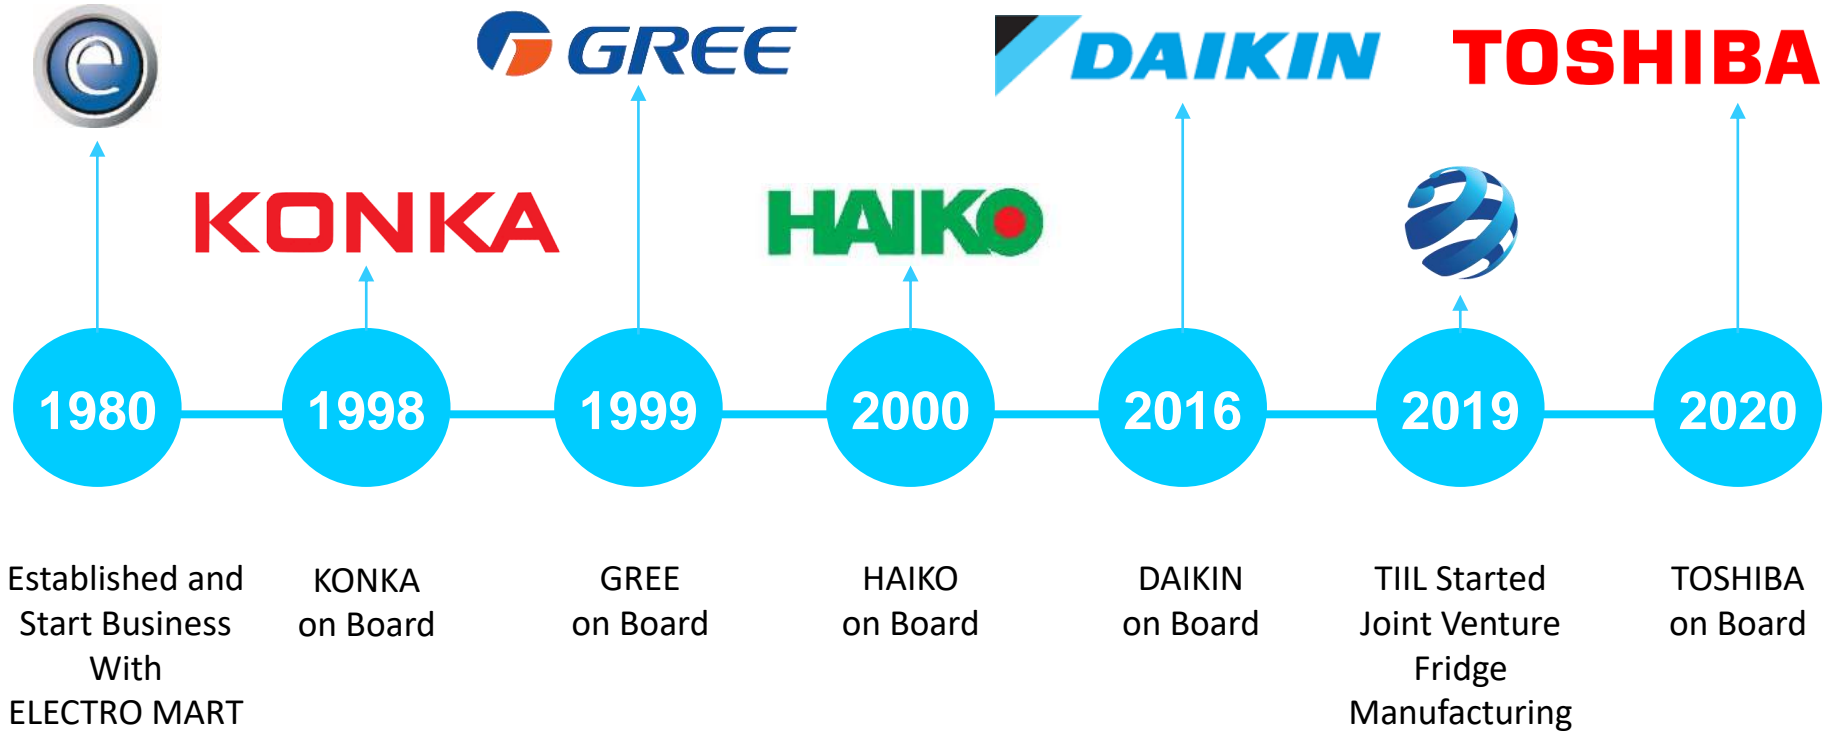 e
GREE
DAIKIN
TOSHIBA
KONKA
HAIKO
1980
1998
1999
2000
2016
2019
2020
Established and
Start Business
With
ELECTRO MART
KONKA
on Board
GREE
on Board
HAIKO
on Board
DAIKIN
on Board
TIIL Started
Joint Venture
Fridge
Manufacturing
TOSHIBA
on Board